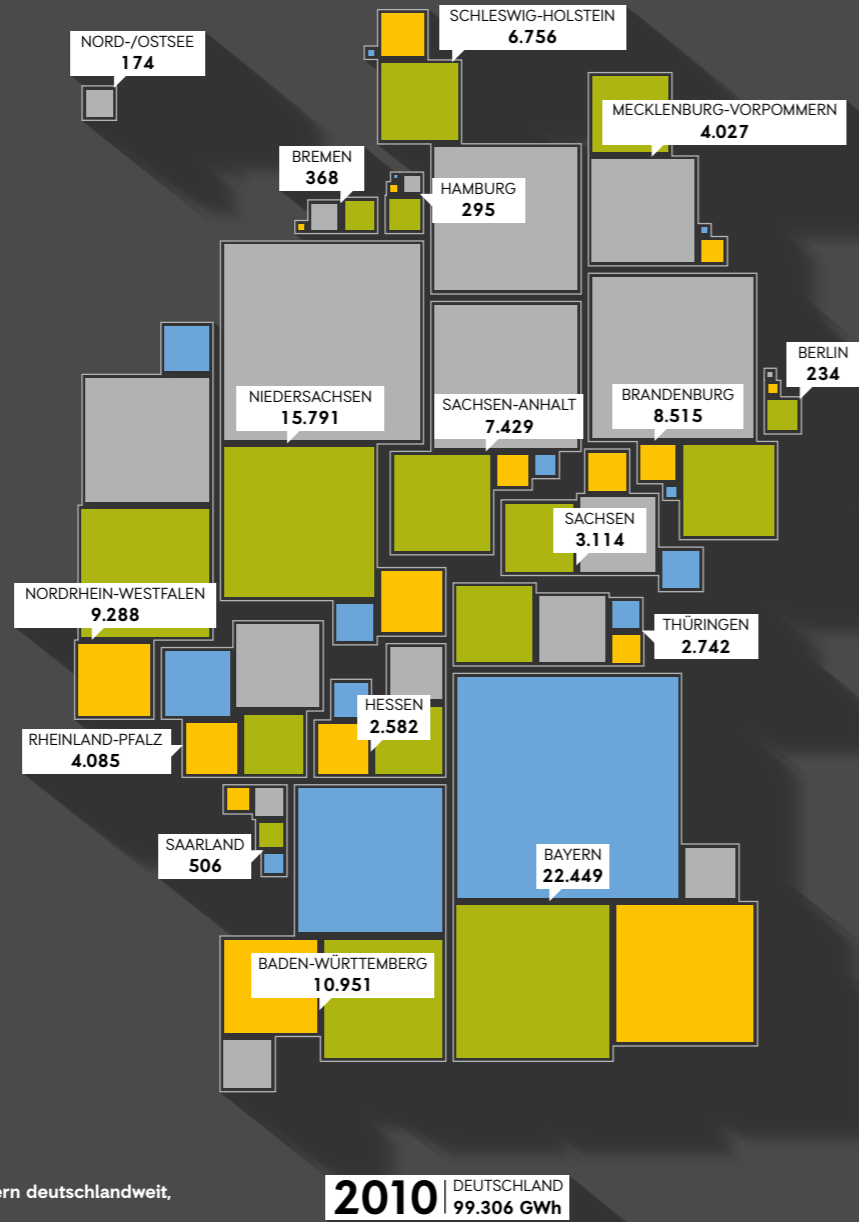 SCHLESWIG-HOLSTEIN
6.756
NORD-/OSTSEE
174
MECKLENBURG-VORPOMMERN
4.027
BREMEN
368
HAMBURG
295
BERLIN
234
NIEDERSACHSEN
15.791
SACHSEN-ANHALT
7.429
BRANDENBURG
8.515
SACHSEN
3.114
NORDRHEIN-WESTFALEN
9.288
THÜRINGEN
2.742
HESSEN
2.582
RHEINLAND-PFALZ
4.085
SAARLAND
506
BAYERN
22.449
BADEN-WÜRTTEMBERG
10.951
ern deutschlandweit,
2010 DEUTSCHLAND
99.306 GWh